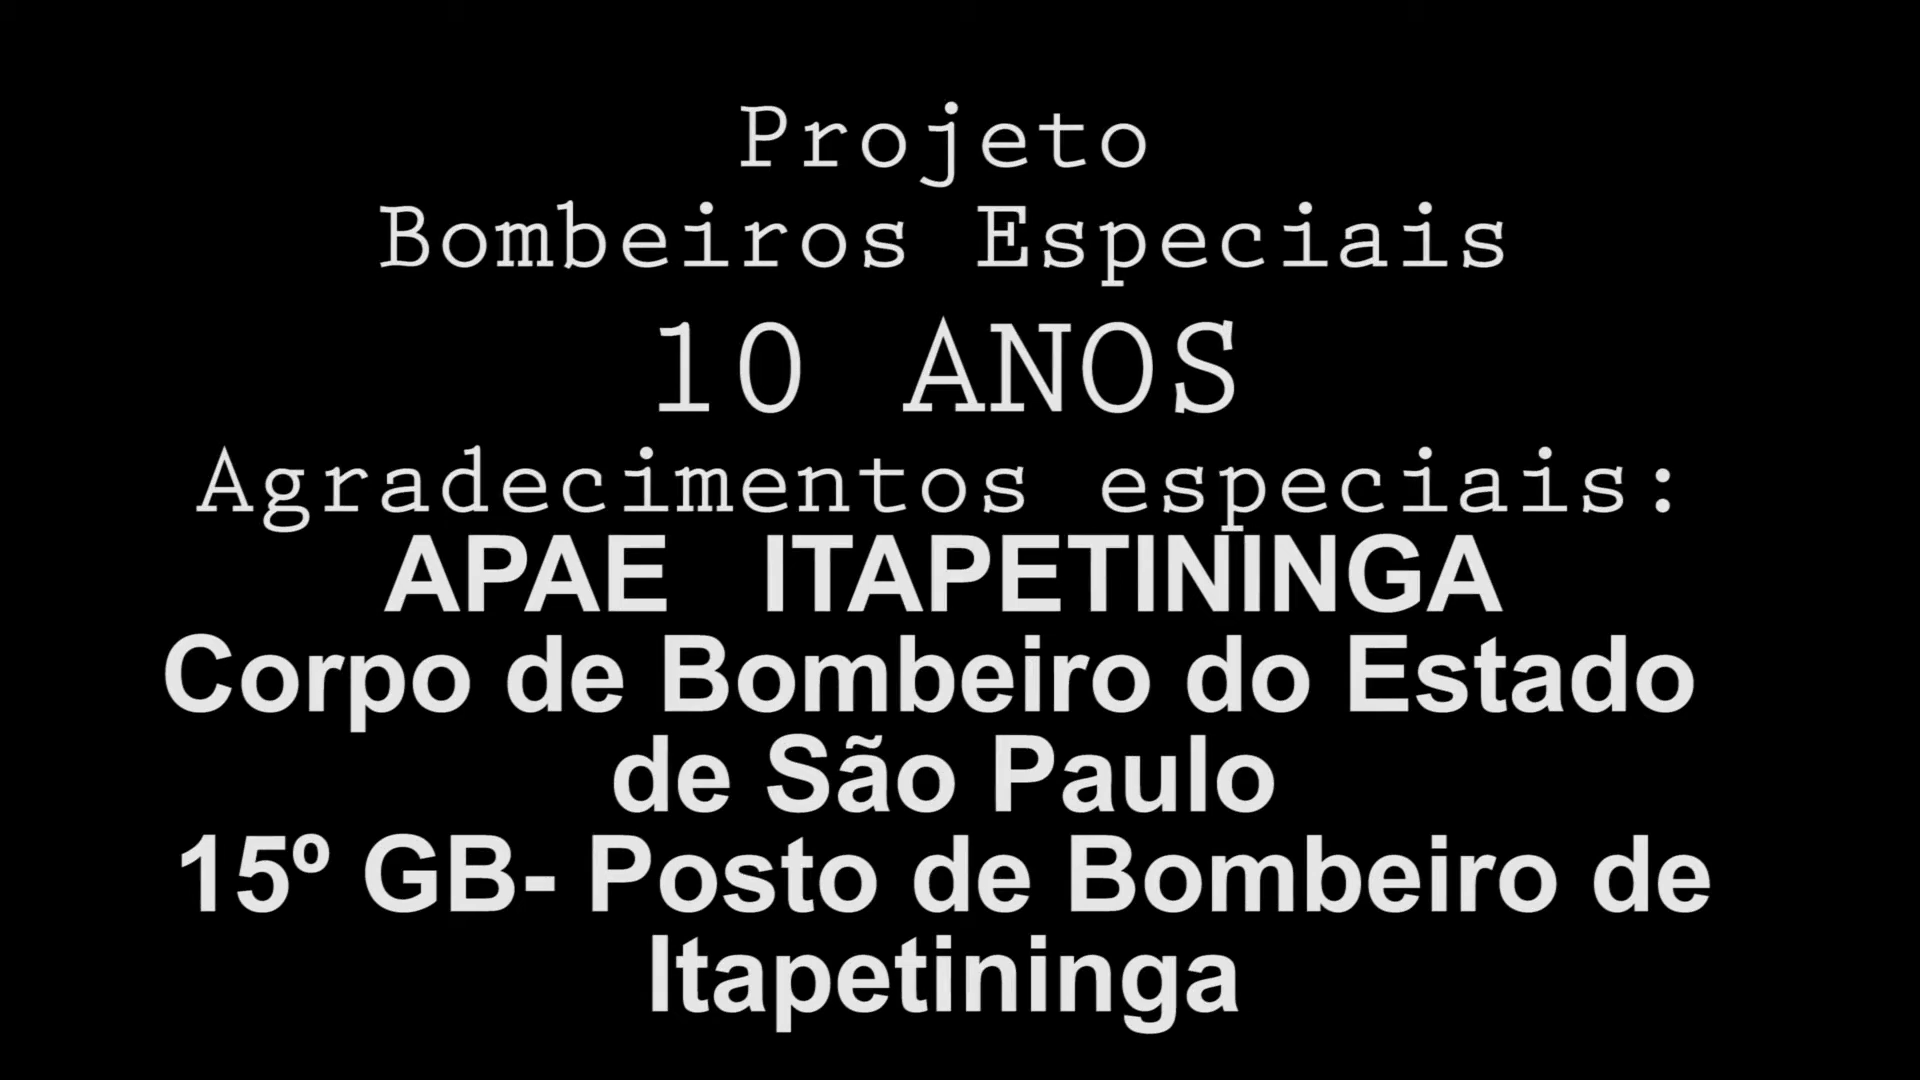 Projeto
Bombeiros Especiais
10 ANOS
Agradecimentos especiais:
APAE ITAPETININGA
Corpo de Bombeiro do Estado
de São Paulo
15º GB- Posto de Bombeiro de
Itapetininga